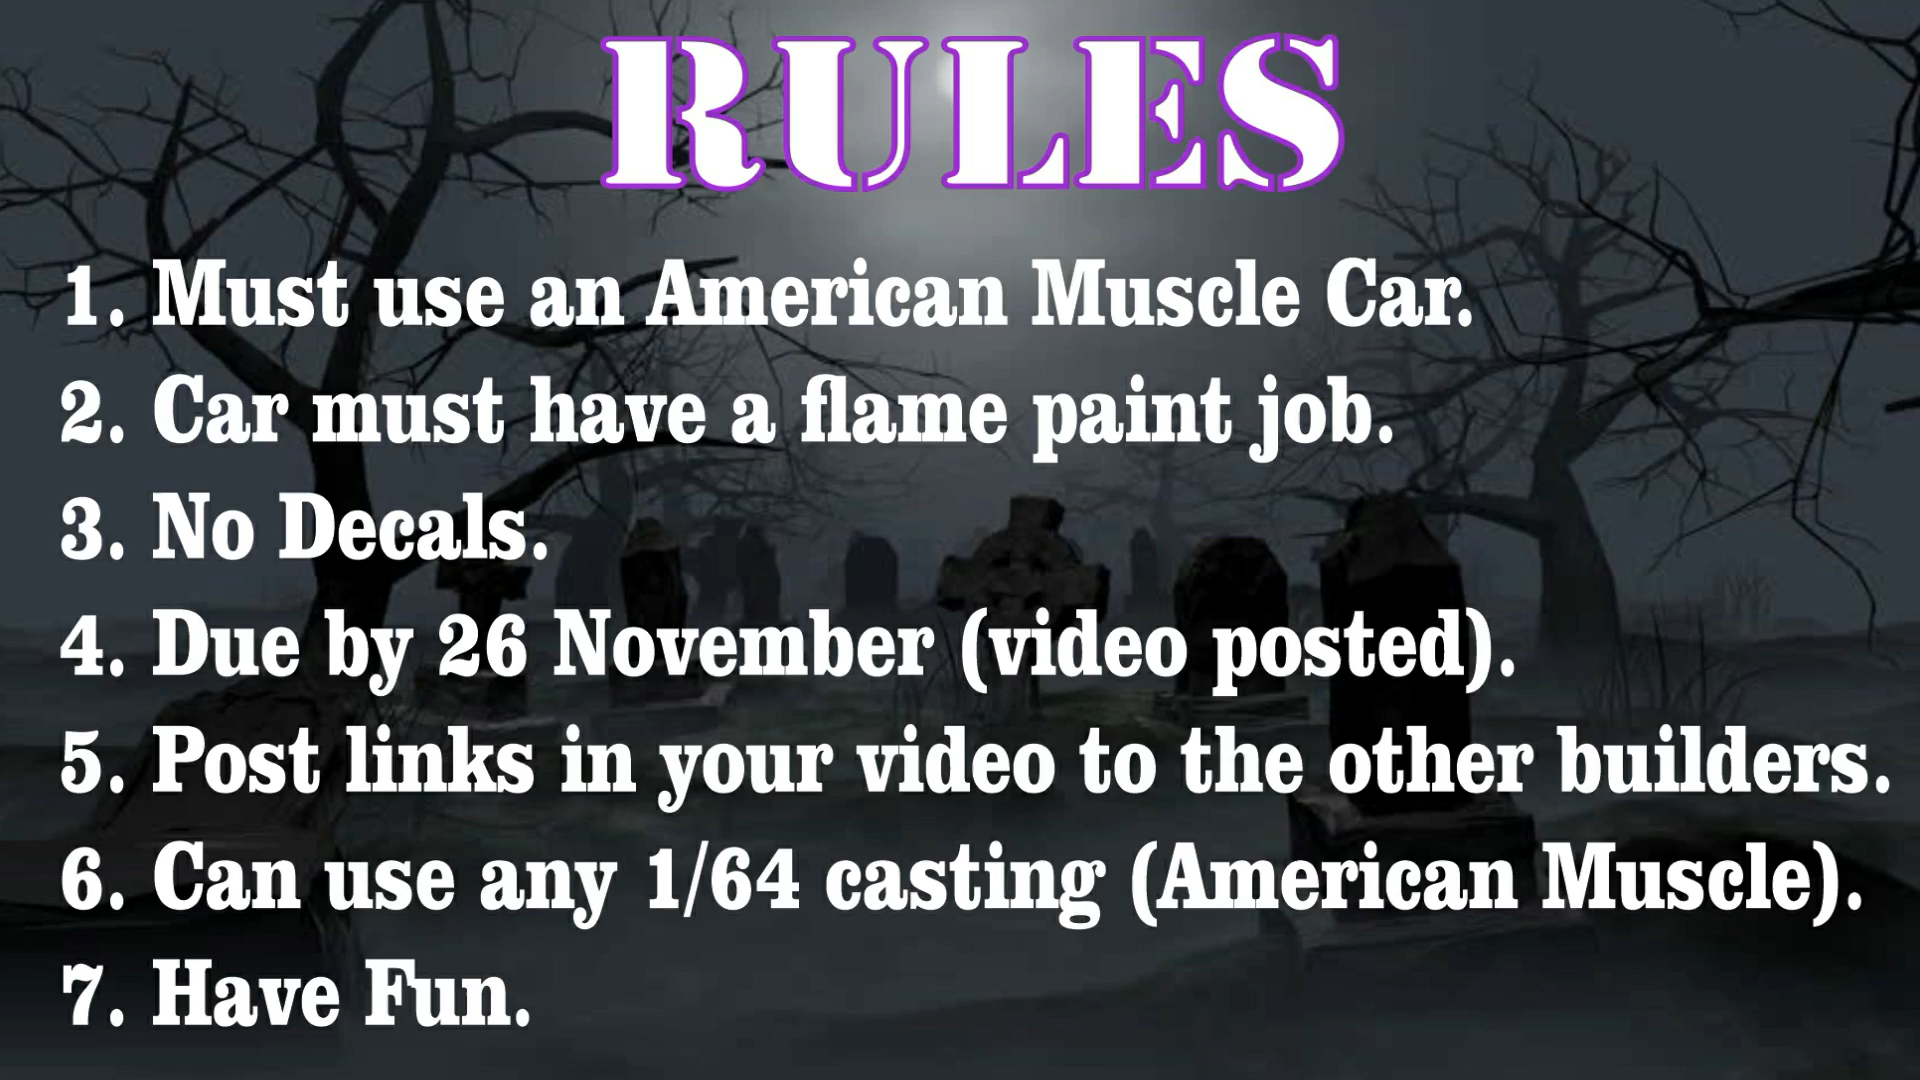 RULES
1. Must use an American Muscle Car.
2. Car must have a flame paint job.
3. No Decals.
4. Due by 26 November (video posted).
5. Post links in your video to the other builders.
6. Can use any 1/64 casting (American Muscle).
7. Have Fun.